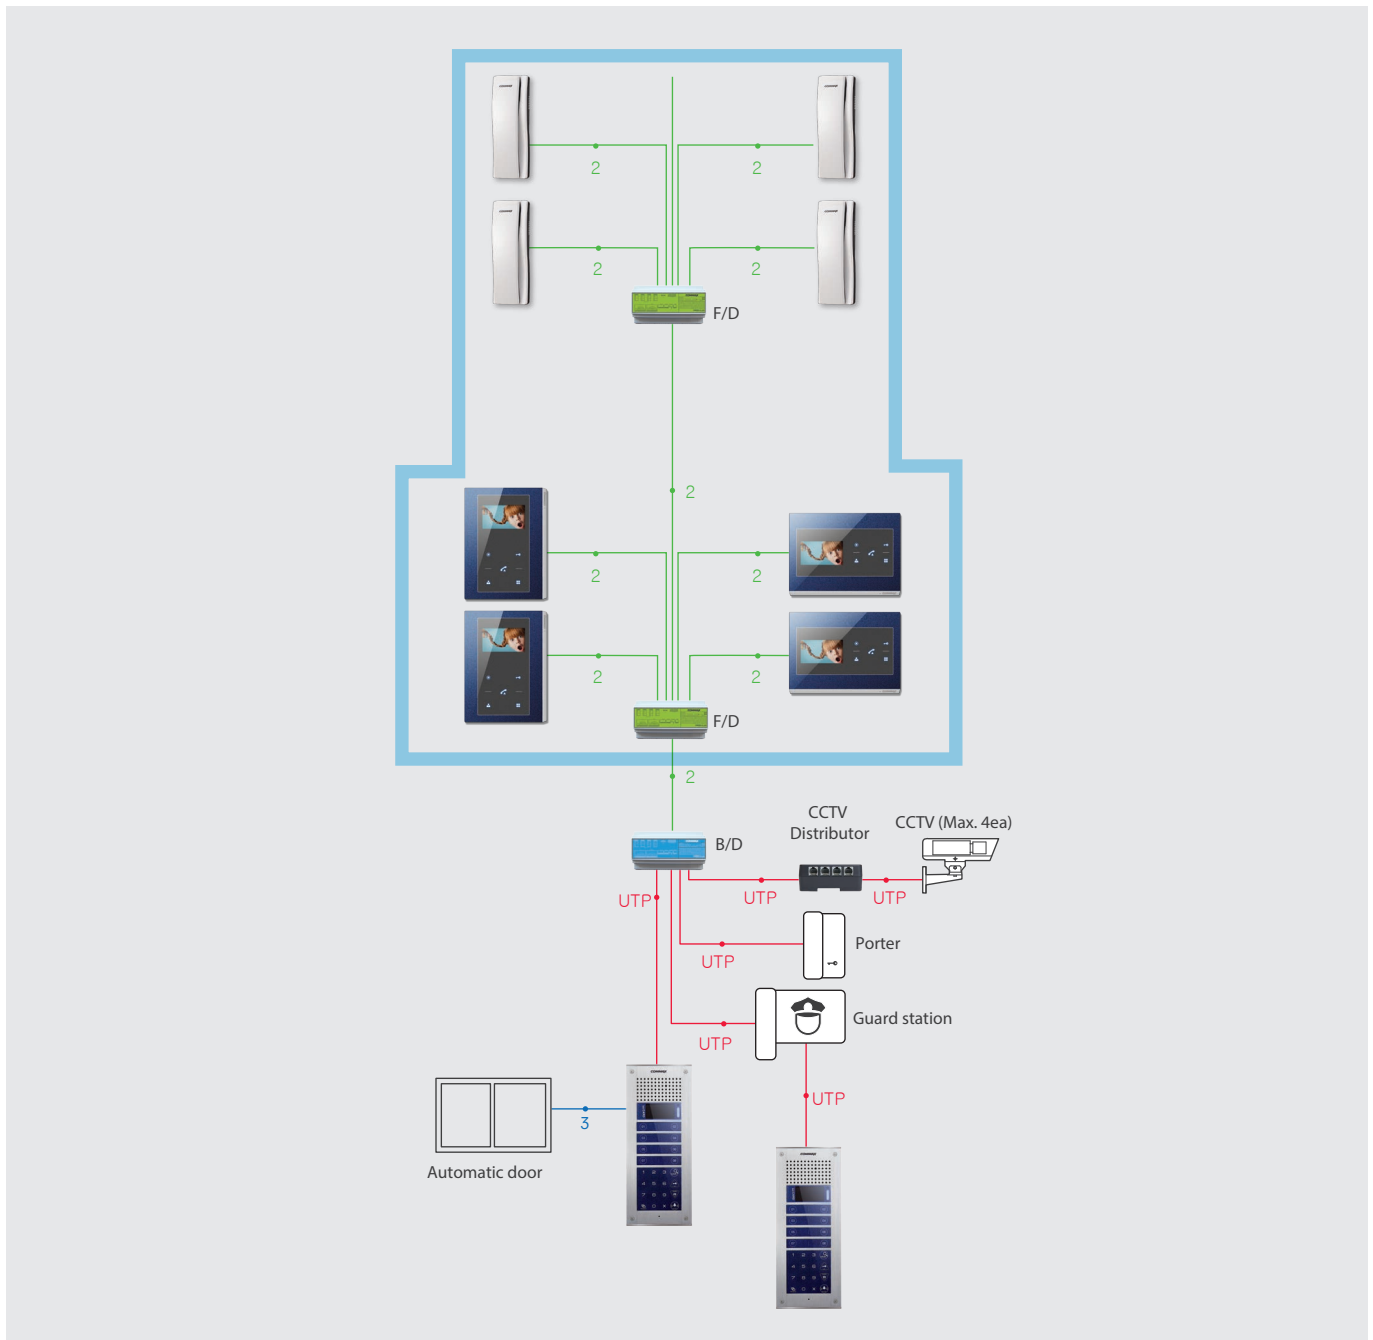 2
2
2
2
F/D
2
2
2
2
2
F/D
2
CCTV
Distributor
CCTV (Max. 4ea)
B/D
UTP
UTP
UTP
Porter
UTP
Guard station
UTP
UTP
3
Automatic door